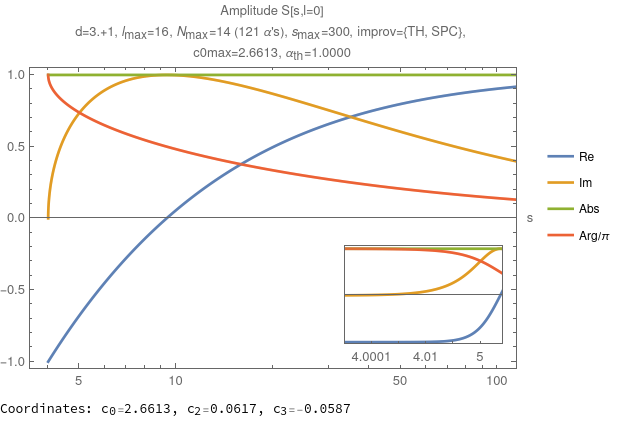 Amplitude S[s,l=0]
d=3.+1, lmax=16, Nmax=14 (121 α's), smax=300, improv={TH, SPC},
c0max=2.6613, αth=1.0000
1.0
0.5
0.0
-0.5
-1.0
s
Re
Im
Abs
Arg/π
4.0001 4.01 5
5 10 50 100
Coordinates: c0=2.6613, c2=0.0617, c3=-0.0587